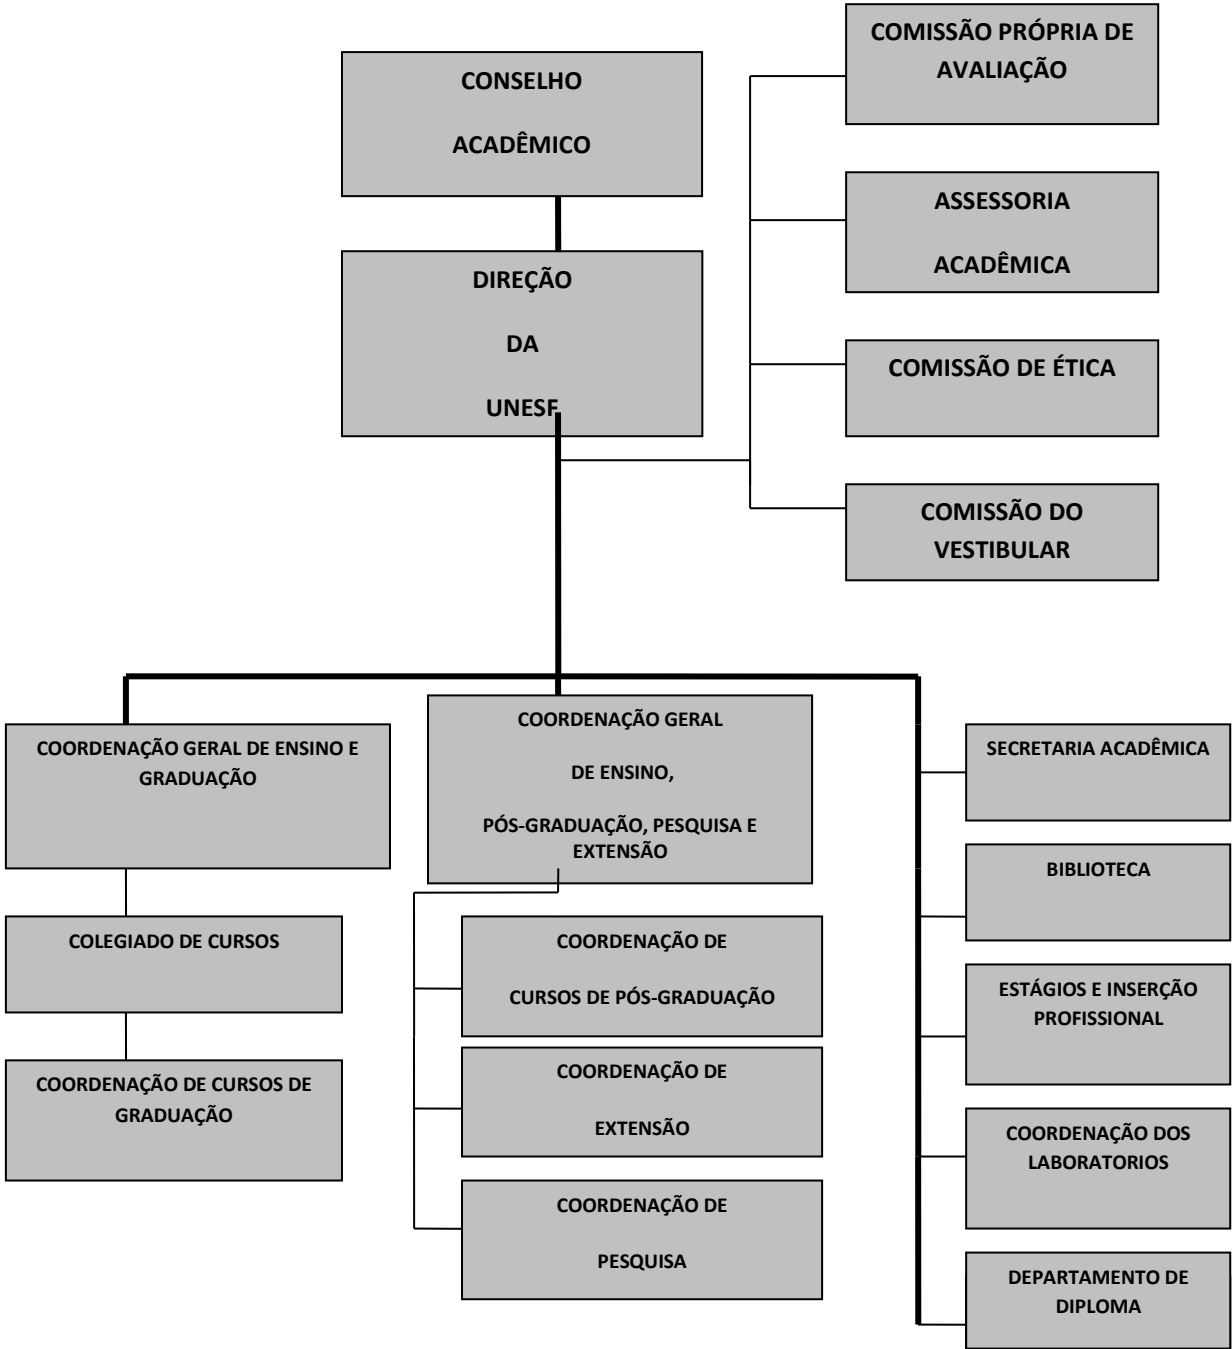 CONSELHO
ACADÊMICO
DIREÇÃO
DA
UNESF
COMISSÃO PRÓPRIA DE
AVALIAÇÃO
ASSESSORIA
ACADÊMICA
COMISSÃO DE ÉTICA
COMISSÃO DO
VESTIBULAR
COORDENAÇÃO GERAL DE ENSINO E
GRADUAÇÃO
COLEGIADO DE CURSOS
COORDENAÇÃO DE CURSOS DE
GRADUAÇÃO
COORDENAÇÃO GERAL
DE ENSINO,
PÓS-GRADUAÇÃO, PESQUISA E
EXTENSÃO
COORDENAÇÃO DE
CURSOS DE PÓS-GRADUAÇÃO
COORDENAÇÃO DE
EXTENSÃO
COORDENAÇÃO DE
PESQUISA
SECRETARIA ACADÊMICA
BIBLIOTECA
ESTÁGIOS E INSERÇÃO
PROFISSIONAL
COORDENAÇÃO DOS
LABORATORIOS
DEPARTAMENTO DE
DIPLOMA